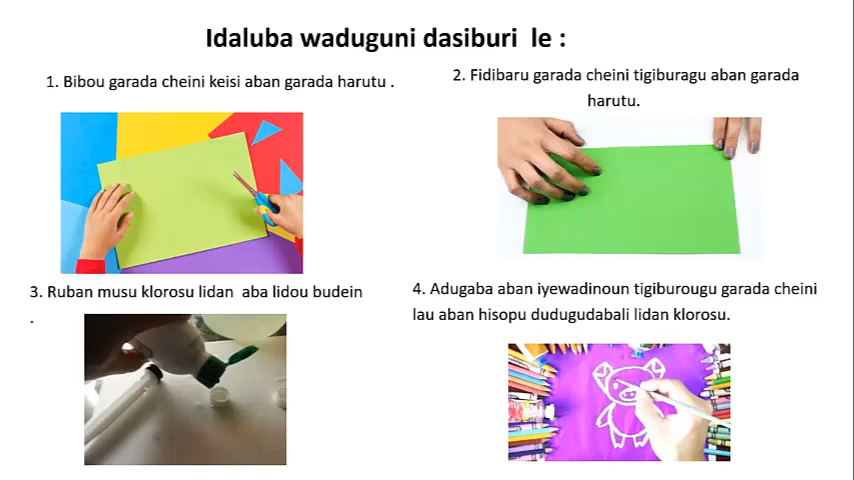 Idaluba waduguni dasiburi le :
1. Bibou garada cheini keisi aban garada harutu .
2. Fidibaru garada cheini tigiburagu aban garada
harutu.
3. Ruban musu klorosu lidan aba lidou budein
.
4. Adugaba aban iyewadinoun tigiburougu garada cheini
lau aban hisopu dudugudabali lidan klorosu.